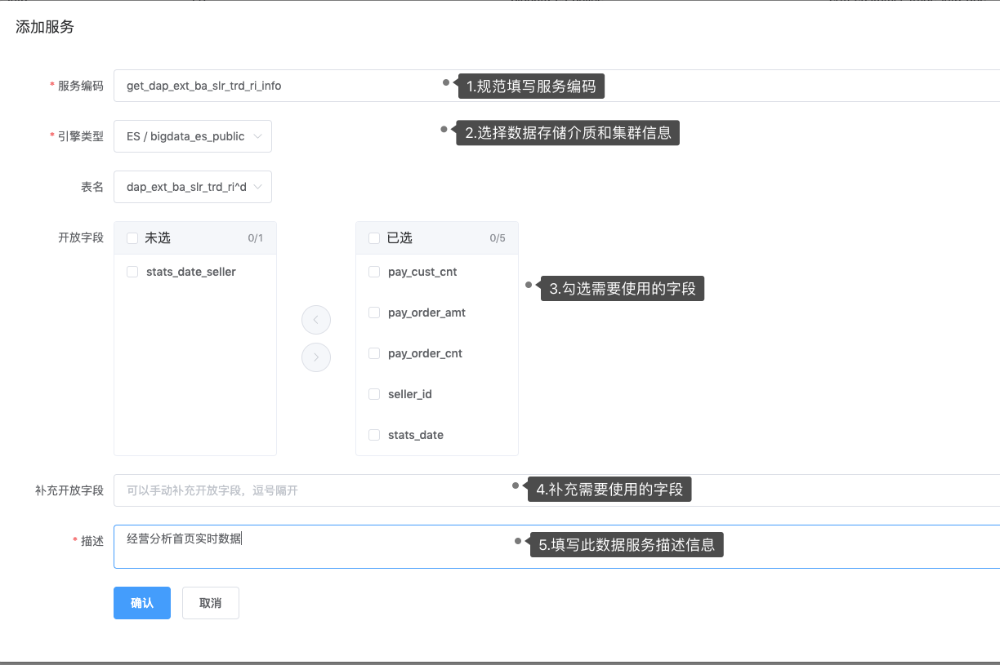 添加服务
* 服务编码 get_dap_ext_ba_slr_trd_ri_info 1.规范填写服务编码
* 引擎类型 ES / bigdata_es_public 2.选择数据存储介质和集群信息
表名 dap_ext_ba_slr_trd_ri^d
开放字段 未选 0/1 已选 0/5
stats_date_seller pay_cust_cnt
3.勾选需要使用的字段
pay_order_amt
pay_order_cnt
seller_id
stats_date
补充开放字段 可以手动补充开放字段，逗号隔开 4.补充需要使用的字段
* 描述 经营分析首页实时数据 5.填写此数据服务描述信息
确认 取消